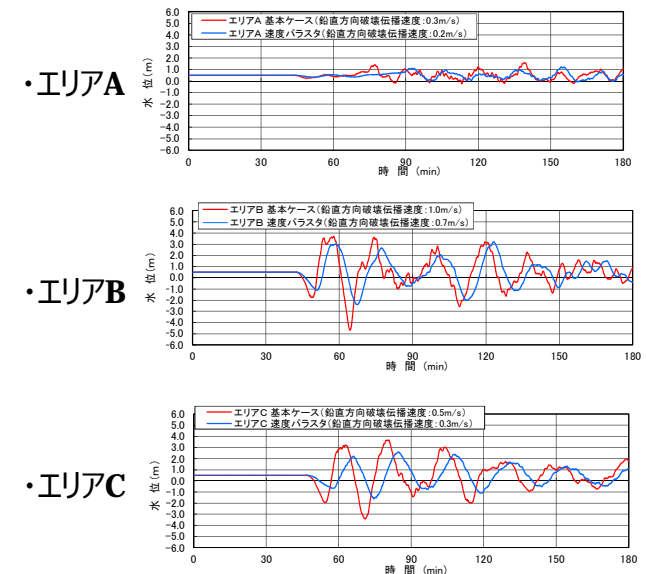 ・エリアA
エリアA 基本ケース(鉛直方向破壊伝播速度:0.3m/s)
エリアA 速度パラスタ(鉛直方向破壊伝播速度:0.2m/s)
水 位(m)
6.0
5.0
4.0
3.0
2.0
1.0
0.0
-1.0
-2.0
-3.0
-4.0
-5.0
-6.0
0 30 60 90 120 150 180
時 間 (min)
・エリアB
エリアB 基本ケース(鉛直方向破壊伝播速度:1.0m/s)
エリアB 速度パラスタ(鉛直方向破壊伝播速度:0.7m/s)
水 位(m)
6.0
5.0
4.0
3.0
2.0
1.0
0.0
-1.0
-2.0
-3.0
-4.0
-5.0
-6.0
0 30 60 90 120 150 180
時 間 (min)
・エリアC
エリアC 基本ケース(鉛直方向破壊伝播速度:0.5m/s)
エリアC 速度パラスタ(鉛直方向破壊伝播速度:0.3m/s)
水 位(m)
6.0
5.0
4.0
3.0
2.0
1.0
0.0
-1.0
-2.0
-3.0
-4.0
-5.0
-6.0
0 30 60 90 120 150 180
時 間 (min)